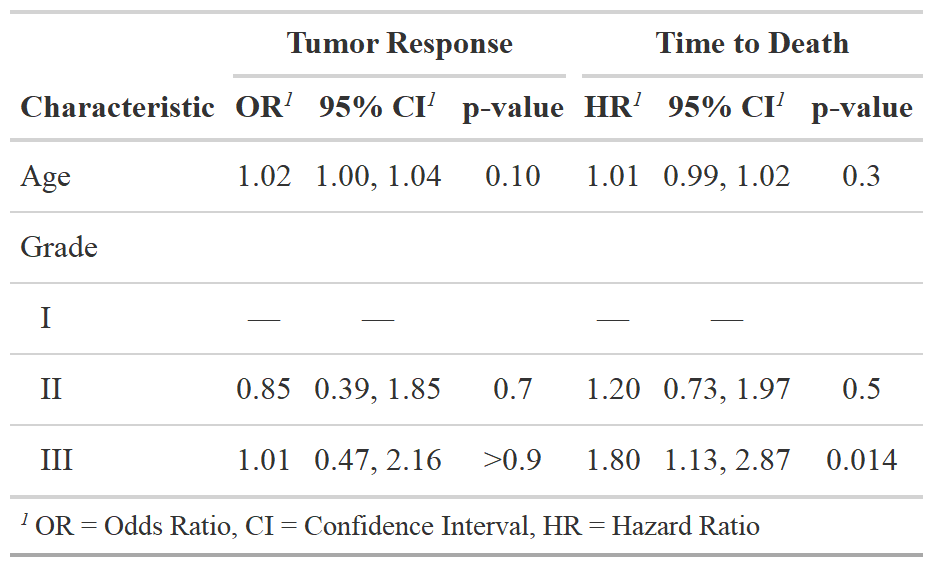 Tumor Response Time to Death
Characteristic OR1 95% CI1 p-value HR1 95% CI1 p-value
Age 1.02 1.00, 1.04 0.10 1.01 0.99, 1.02 0.3
Grade
I — — — —
II 0.85 0.39, 1.85 0.7 1.20 0.73, 1.97 0.5
III 1.01 0.47, 2.16 >0.9 1.80 1.13, 2.87 0.014
1 OR = Odds Ratio, CI = Confidence Interval, HR = Hazard Ratio